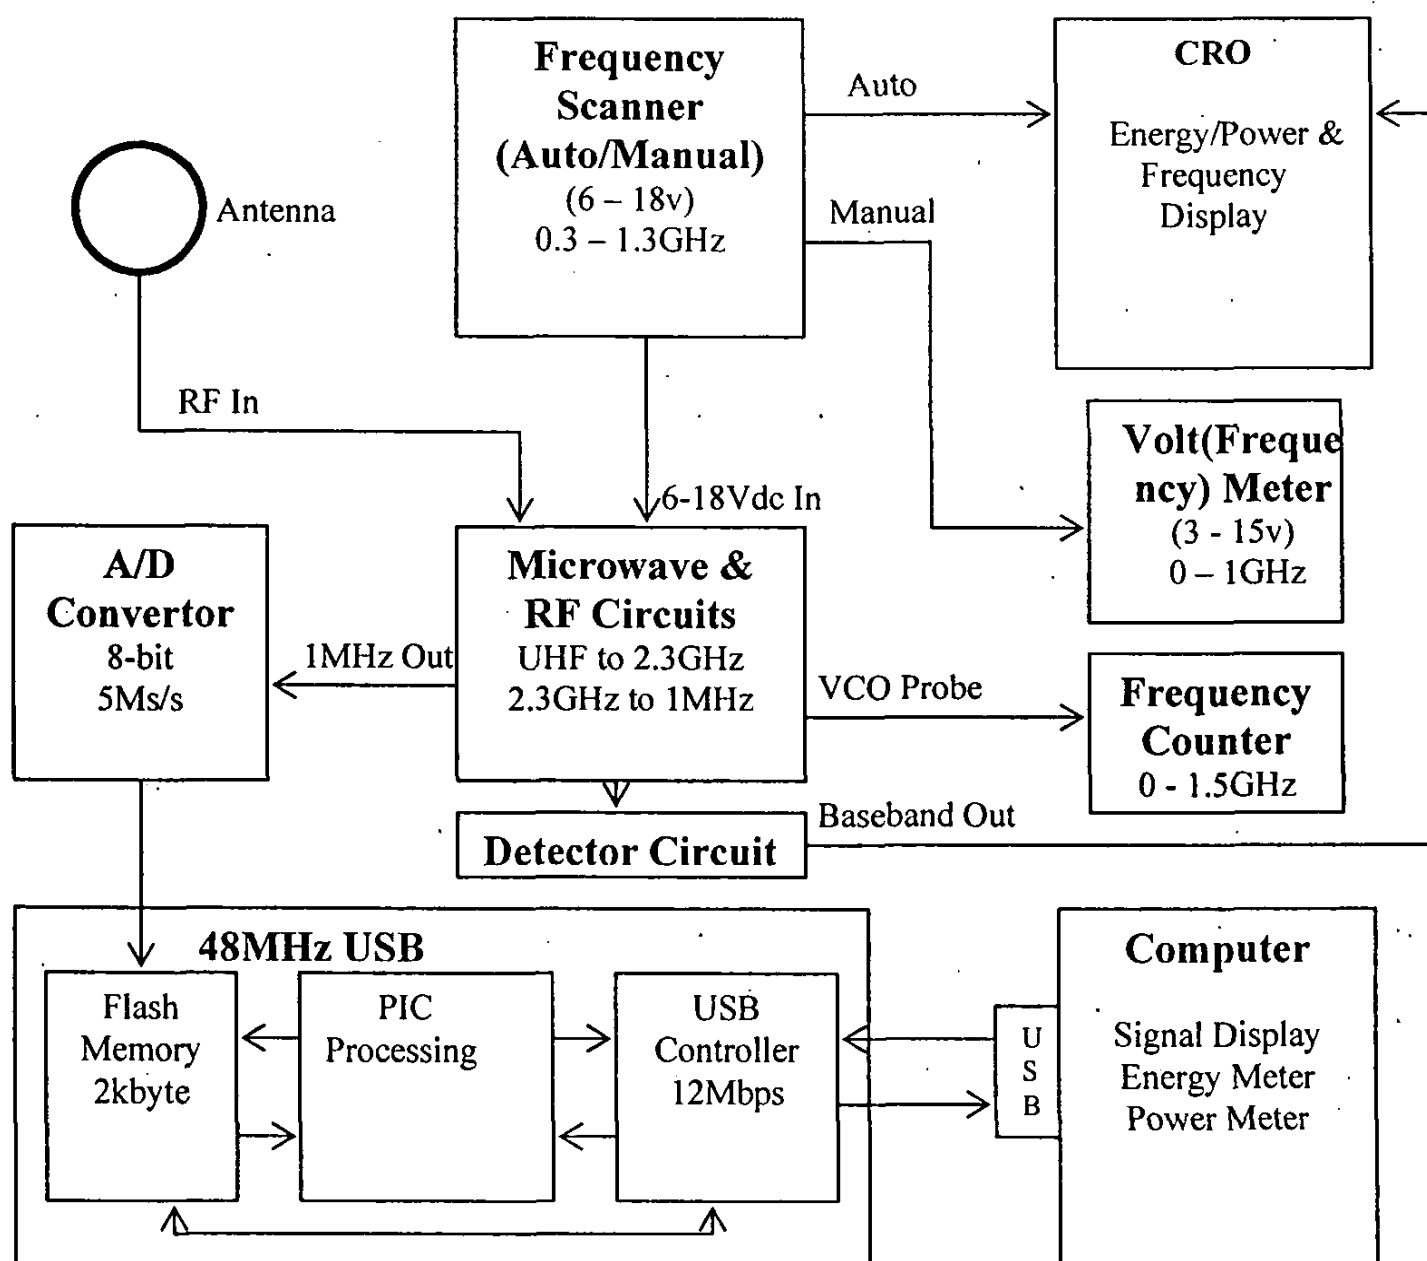 Frequency
Scanner
(Auto/Manual)
(6 – 18v)
0.3 – 1.3GHz
Auto
Manual
CRO
Energy/Power &
Frequency
Display
Antenna
RF In
6-18Vdc In
Volt(Freque
ncy) Meter
(3 - 15v)
0 – 1GHz
A/D
Convertor
8-bit
5Ms/s
1MHz Out
Microwave &
RF Circuits
UHF to 2.3GHz
2.3GHz to 1MHz
VCO Probe
Frequency
Counter
0 - 1.5GHz
Detector Circuit
Baseband Out
48MHz USB
Flash
Memory
2kbyte
PIC
Processing
USB
Controller
12Mbps
U
S
B
Computer
Signal Display
Energy Meter
Power Meter